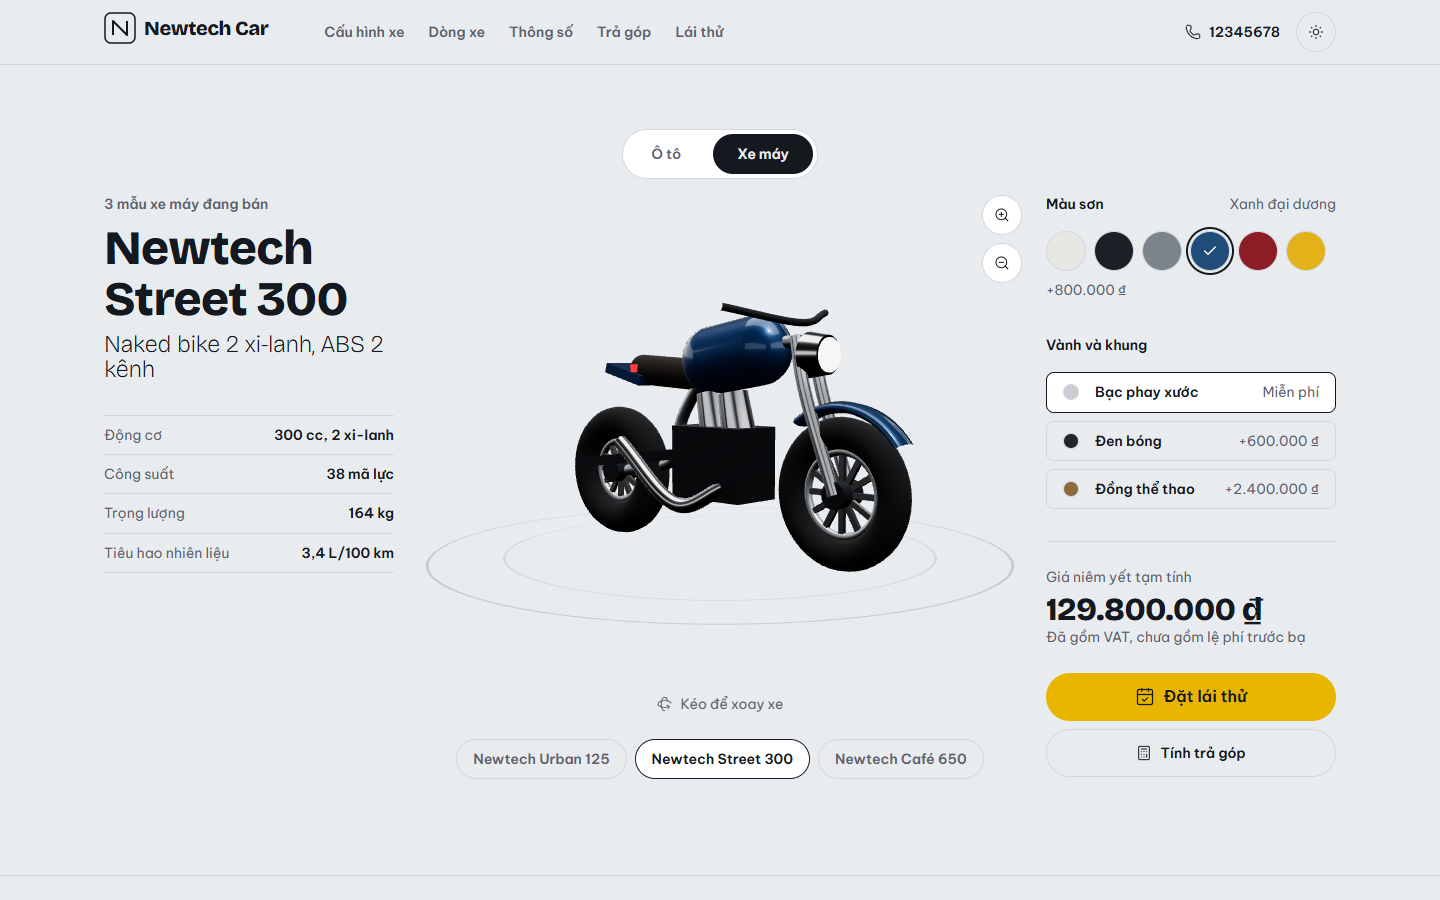 N Newtech Car
Cấu hình xe
Dòng xe
Thông số
Trả góp
Lái thử
12345678
Ô tô
Xe máy
3 mẫu xe máy đang bán
Newtech
Street 300
Naked bike 2 xi-lanh, ABS 2
kênh
Động cơ 300 cc, 2 xi-lanh
Công suất 38 mã lực
Trọng lượng 164 kg
Tiêu hao nhiên liệu 3,4 L/100 km
Kéo để xoay xe
Newtech Urban 125
Newtech Street 300
Newtech Café 650
Màu sơn Xanh đại dương
+800.000 ₫
Vành và khung
Bạc phay xước Miễn phí
Đen bóng +600.000 ₫
Đồng thể thao +2.400.000 ₫
Giá niêm yết tạm tính
129.800.000 ₫
Đã gồm VAT, chưa gồm lệ phí trước bạ
Đặt lái thử
Tính trả góp